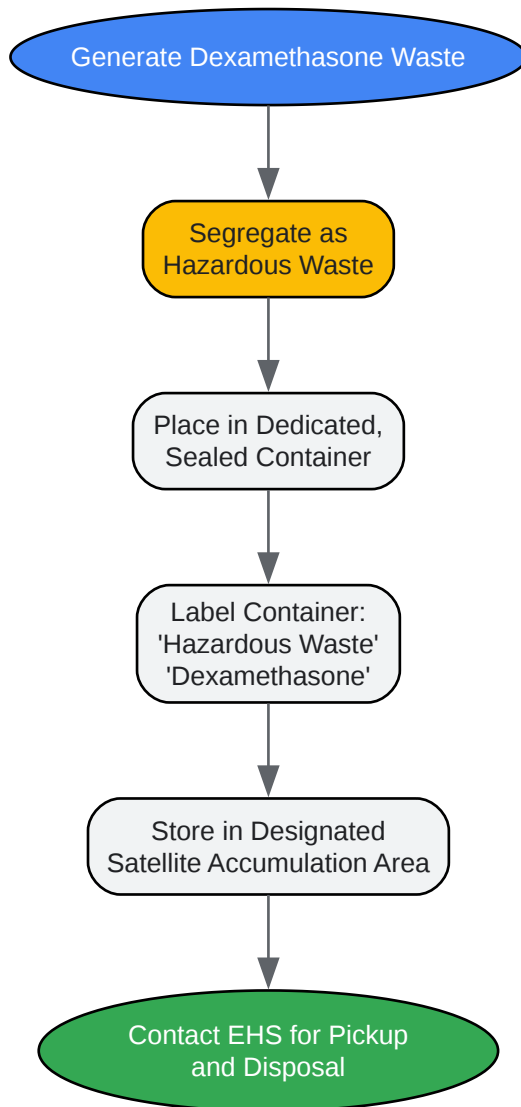 Generate Dexamethasone Waste
Segregate as
Hazardous Waste
Place in Dedicated,
Sealed Container
Label Container:
'Hazardous Waste'
'Dexamethasone'
Store in Designated
Satellite Accumulation Area
Contact EHS for Pickup
and Disposal